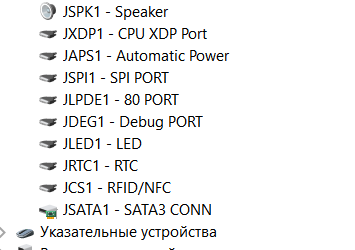 JSPK1 - Speaker
JXDP1 - CPU XDP Port
JAPS1 - Automatic Power
JSPI1 - SPI PORT
JLPDE1 - 80 PORT
JDEG1 - Debug PORT
JLED1 - LED
JRTC1 - RTC
JCS1 - RFID/NFC
JSATA1 - SATA3 CONN
Указательные устройства